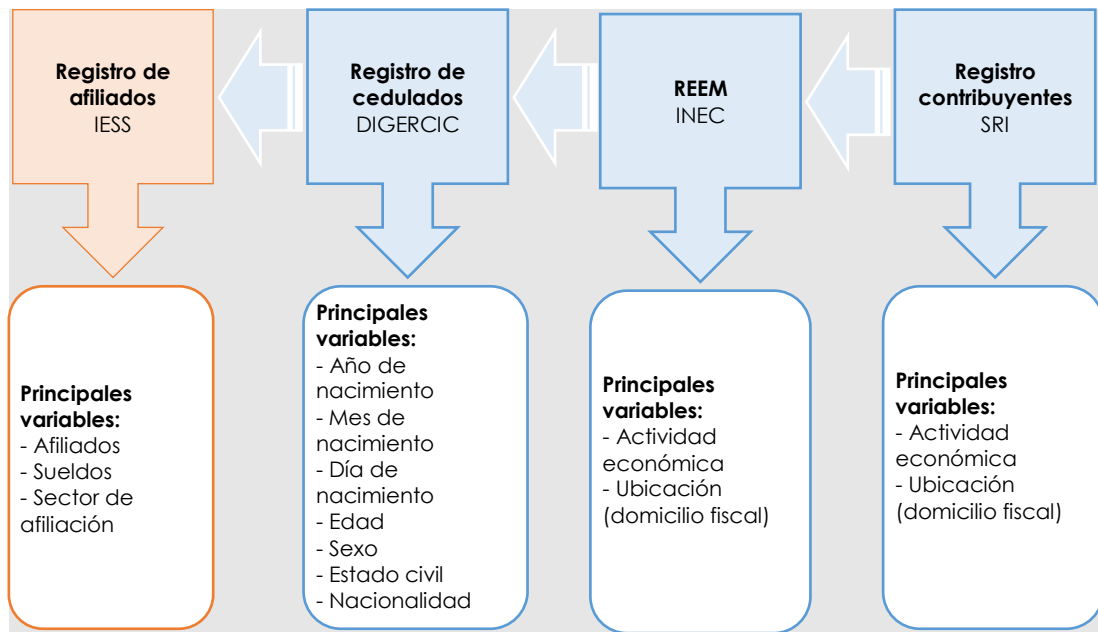 Registro de
afiliados
IESS
Registro de
cedulados
DIGERCIC
REEM
INEC
Registro
contribuyentes
SRI
Principales
variables:
- Afiliados
- Sueldos
- Sector de
afiliación
Principales
variables:
- Año de
nacimiento
- Mes de
nacimiento
- Día de
nacimiento
- Edad
- Sexo
- Estado civil
- Nacionalidad
Principales
variables:
- Actividad
económica
- Ubicación
(domicilio fiscal)
Principales
variables:
- Actividad
económica
- Ubicación
(domicilio fiscal)